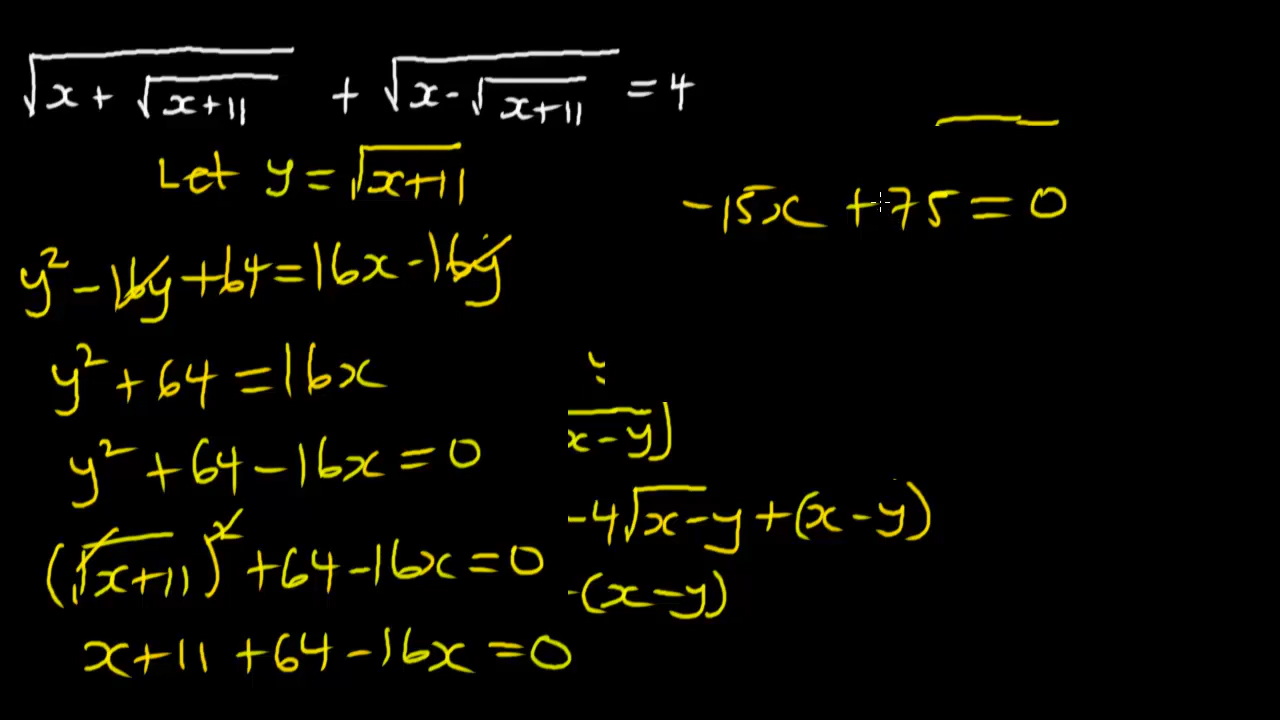 √(x + √(x+11)) + √(x - √(x+11)) = 4
Let y = √(x+11)
y² - 16y + 64 = 16x - 16y
y² + 64 = 16x
y² + 64 - 16x = 0
(√(x+11))² + 64 - 16x = 0
x + 11 + 64 - 16x = 0
-15x + 75 = 0
x - y)
- 4√x - y + (x - y)
-(x - y)